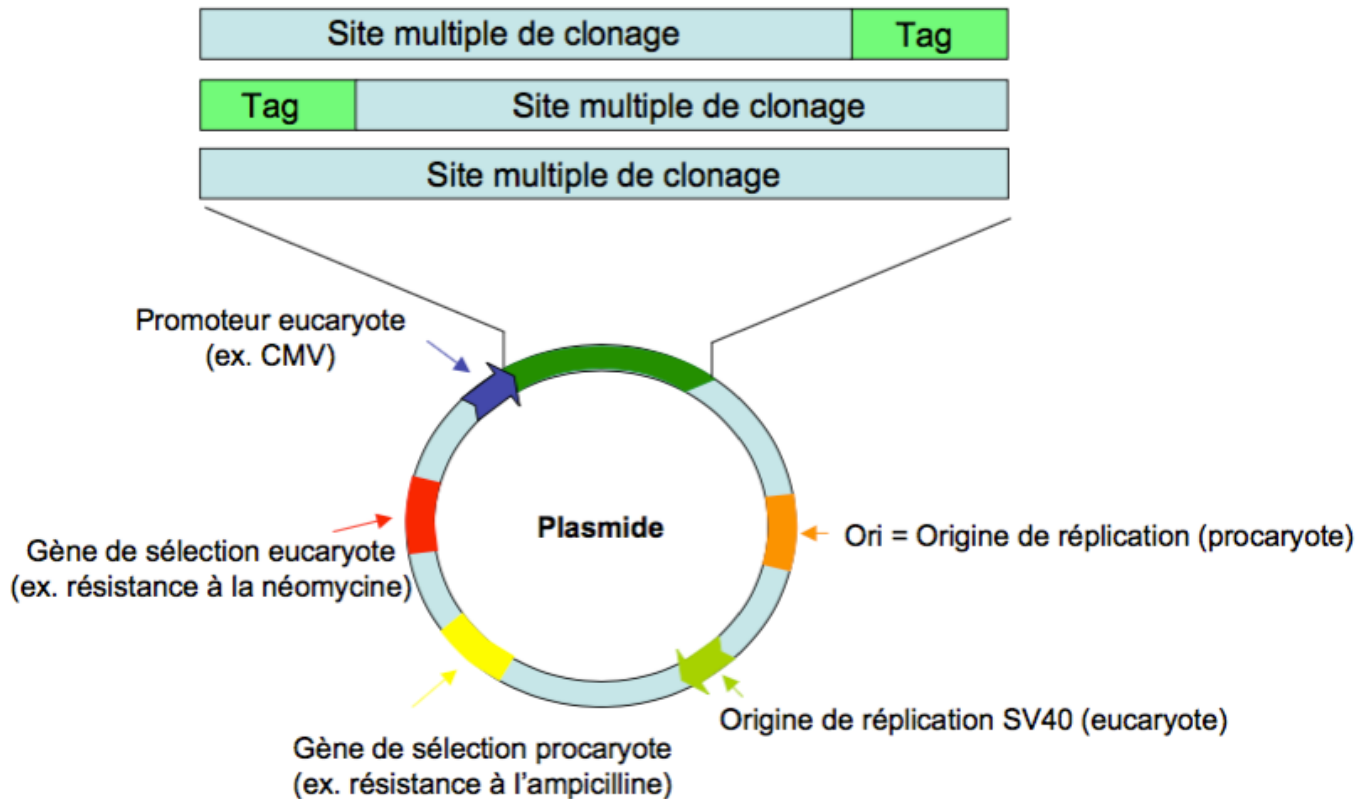 Site multiple de clonage Tag
Tag Site multiple de clonage
Site multiple de clonage
Promoteur eucaryote
(ex. CMV)
Plasmide
Ori = Origine de réplication (procaryote)
Gène de sélection eucaryote
(ex. résistance à la néomycine)
Origine de réplication SV40 (eucaryote)
Gène de sélection procaryote
(ex. résistance à l'ampicilline)